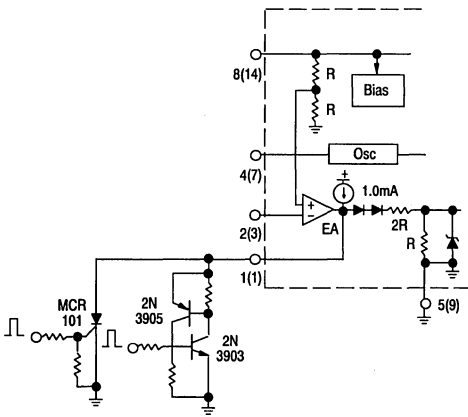 8(14)
R
R
Bias
4(7)
Osc
+
1.0mA
2(3)
+
−
EA
2R
R
1(1)
5(9)
MCR
101
2N
3905
2N
3903